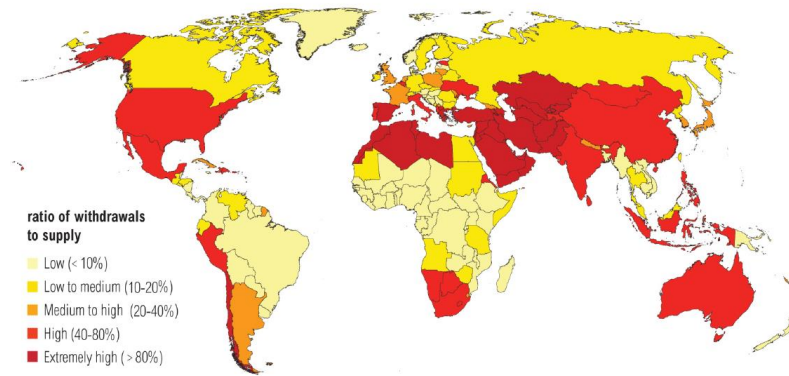 ratio of withdrawals
to supply
Low (< 10%)
Low to medium (10-20%)
Medium to high (20-40%)
High (40-80%)
Extremely high ( > 80%)